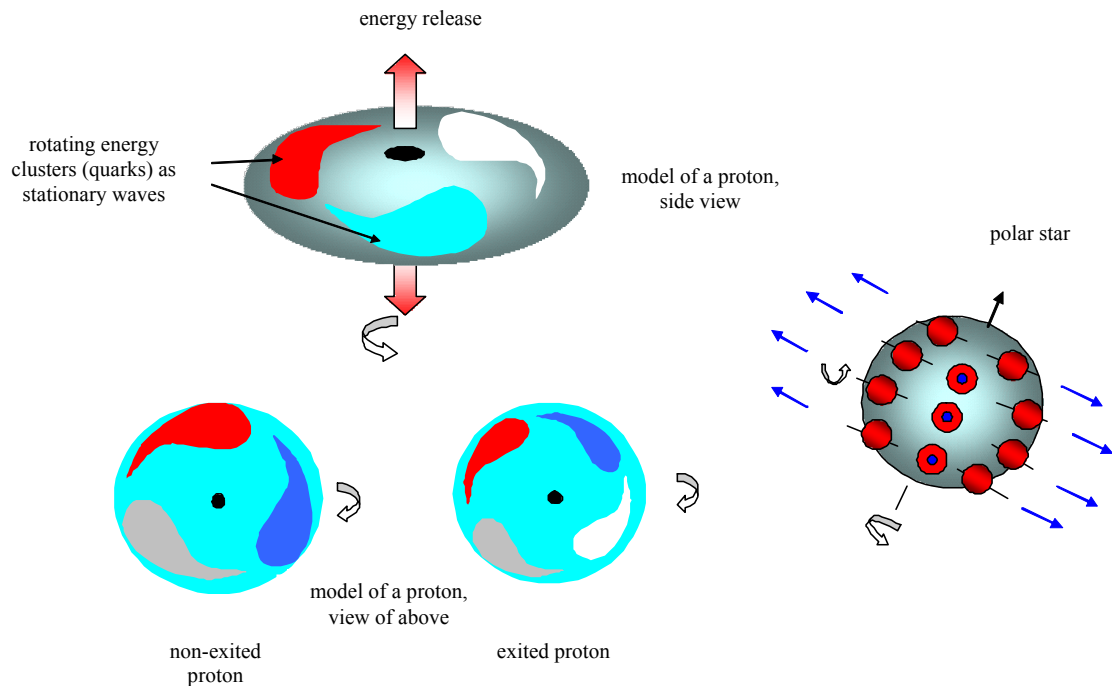 energy release
rotating energy
clusters (quarks) as
stationary waves
model of a proton,
side view
polar star
model of a proton,
view of above
non-exited
proton
exited proton